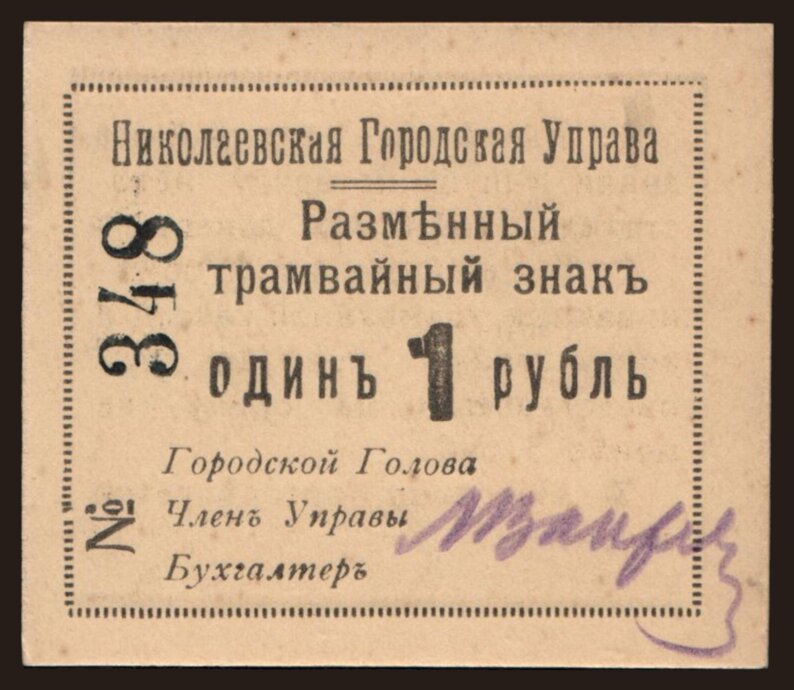 Николаевская Городская Управа
Размѣнный
трамвайный знакъ
одинъ 1 рубль
Городской Голова
Членъ Управы
Бухгалтеръ
№ 348